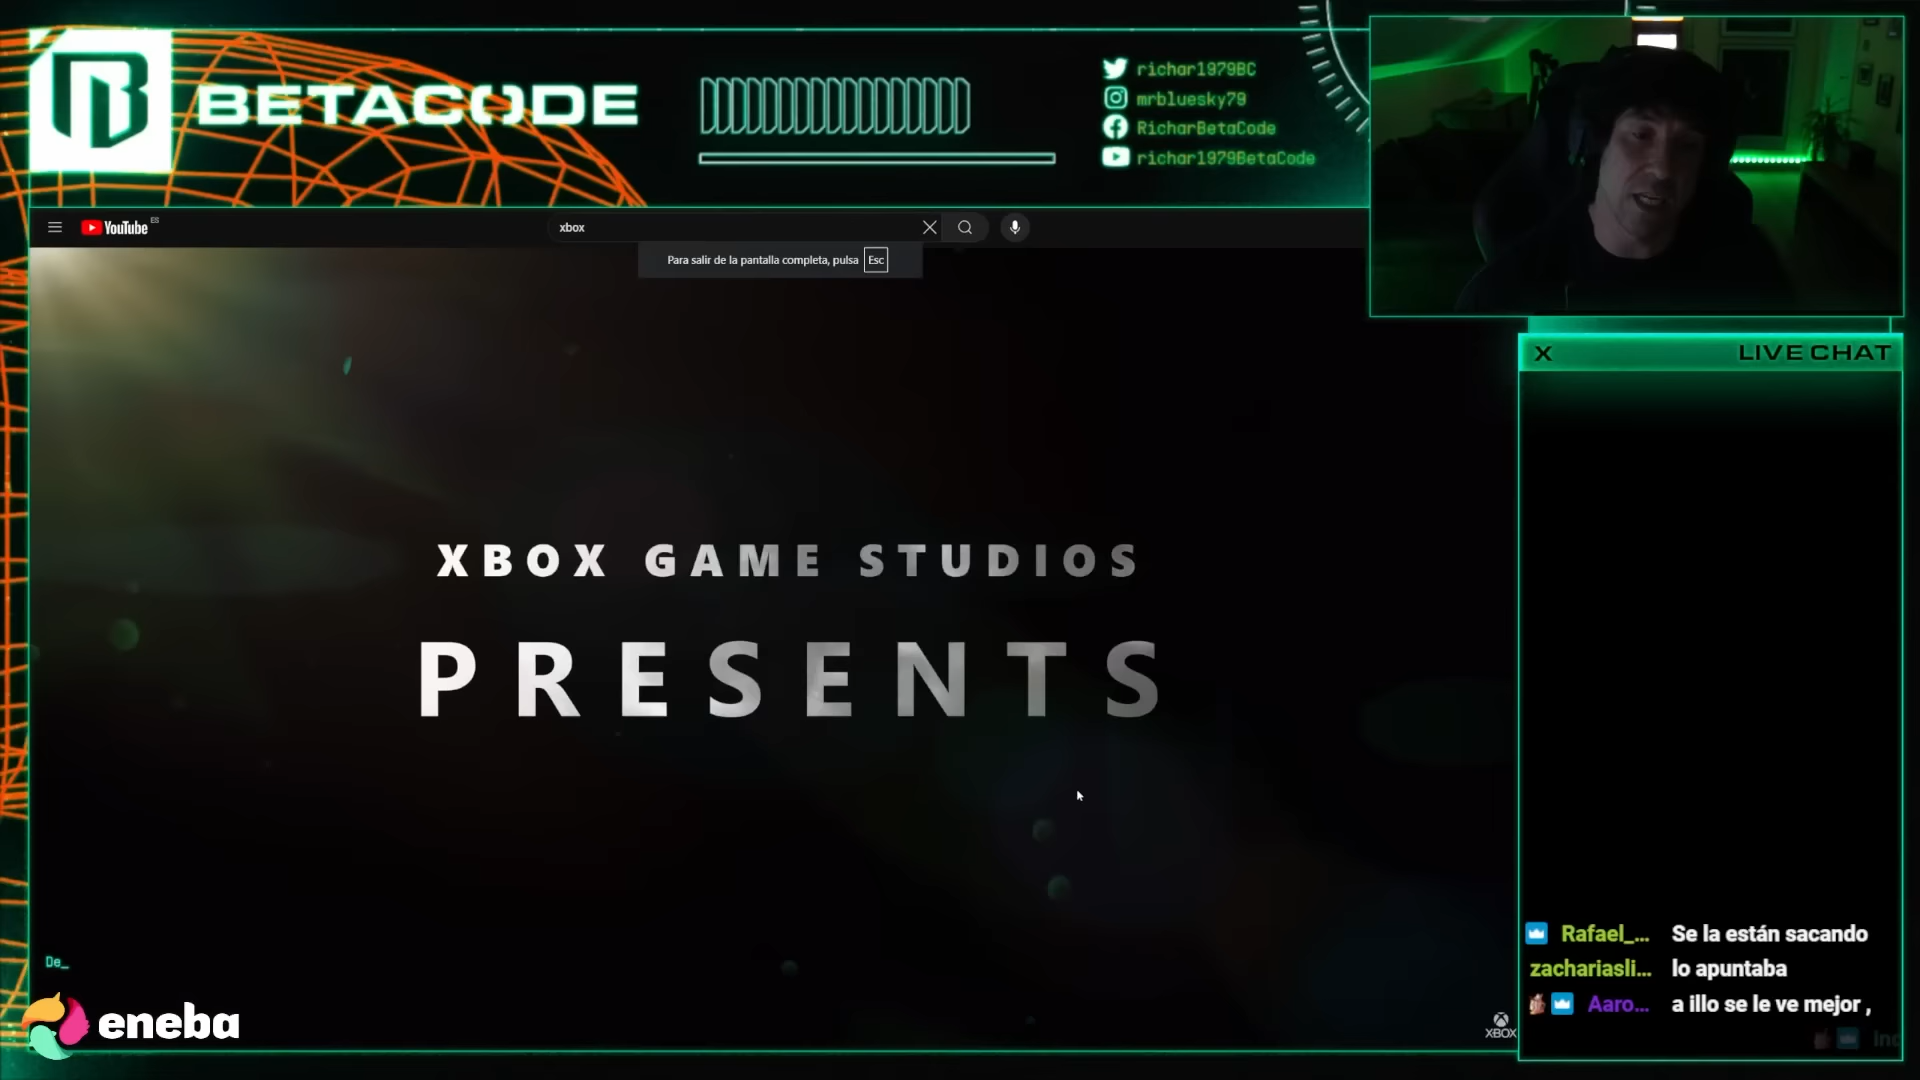 BETACODE
richar1979BC
mrbluesky79
RicharBetaCode
richar1979BetaCode
YouTube ES
xbox
Para salir de la pantalla completa, pulsa Esc
X LIVE CHAT
XBOX GAME STUDIOS
PRESENTS
Rafael_... Se la están sacando
zachariasli... lo apuntaba
Aaro... a illo se le ve mejor ,
De_
eneba
XBOX